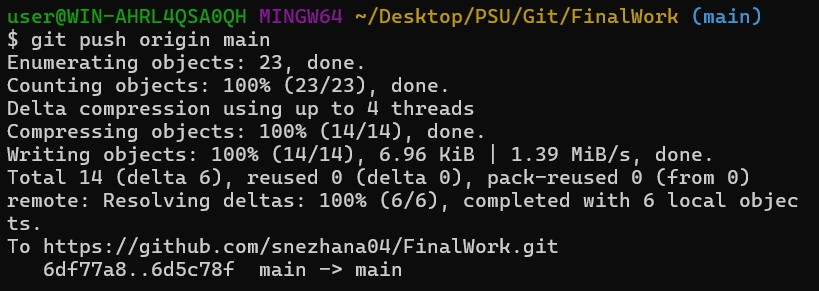 user@WIN-AHRL4QSA0QH MINGW64 ~/Desktop/PSU/Git/FinalWork (main)
$ git push origin main
Enumerating objects: 23, done.
Counting objects: 100% (23/23), done.
Delta compression using up to 4 threads
Compressing objects: 100% (14/14), done.
Writing objects: 100% (14/14), 6.96 KiB | 1.39 MiB/s, done.
Total 14 (delta 6), reused 0 (delta 0), pack-reused 0 (from 0)
remote: Resolving deltas: 100% (6/6), completed with 6 local objec
ts.
To https://github.com/snezhana04/FinalWork.git
   6df77a8..6d5c78f  main -> main